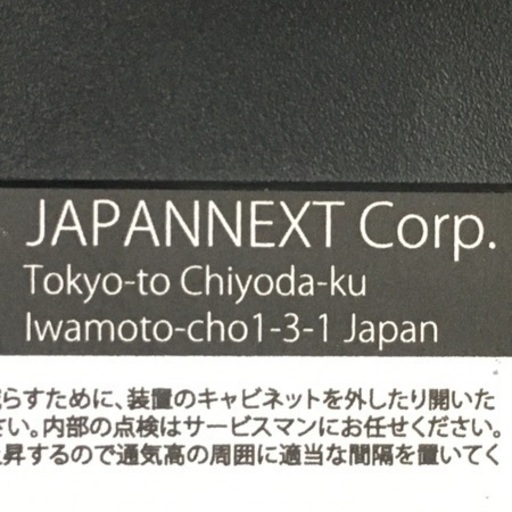 JAPANNEXT Corp.
Tokyo-to Chiyoda-ku
Iwamoto-cho1-3-1 Japan
らすために、装置のキャビネットを外したり開いた
さい。内部の点検はサービスマンにお任せください。
昇するので通気高の周囲に適当な間隔を置いてく